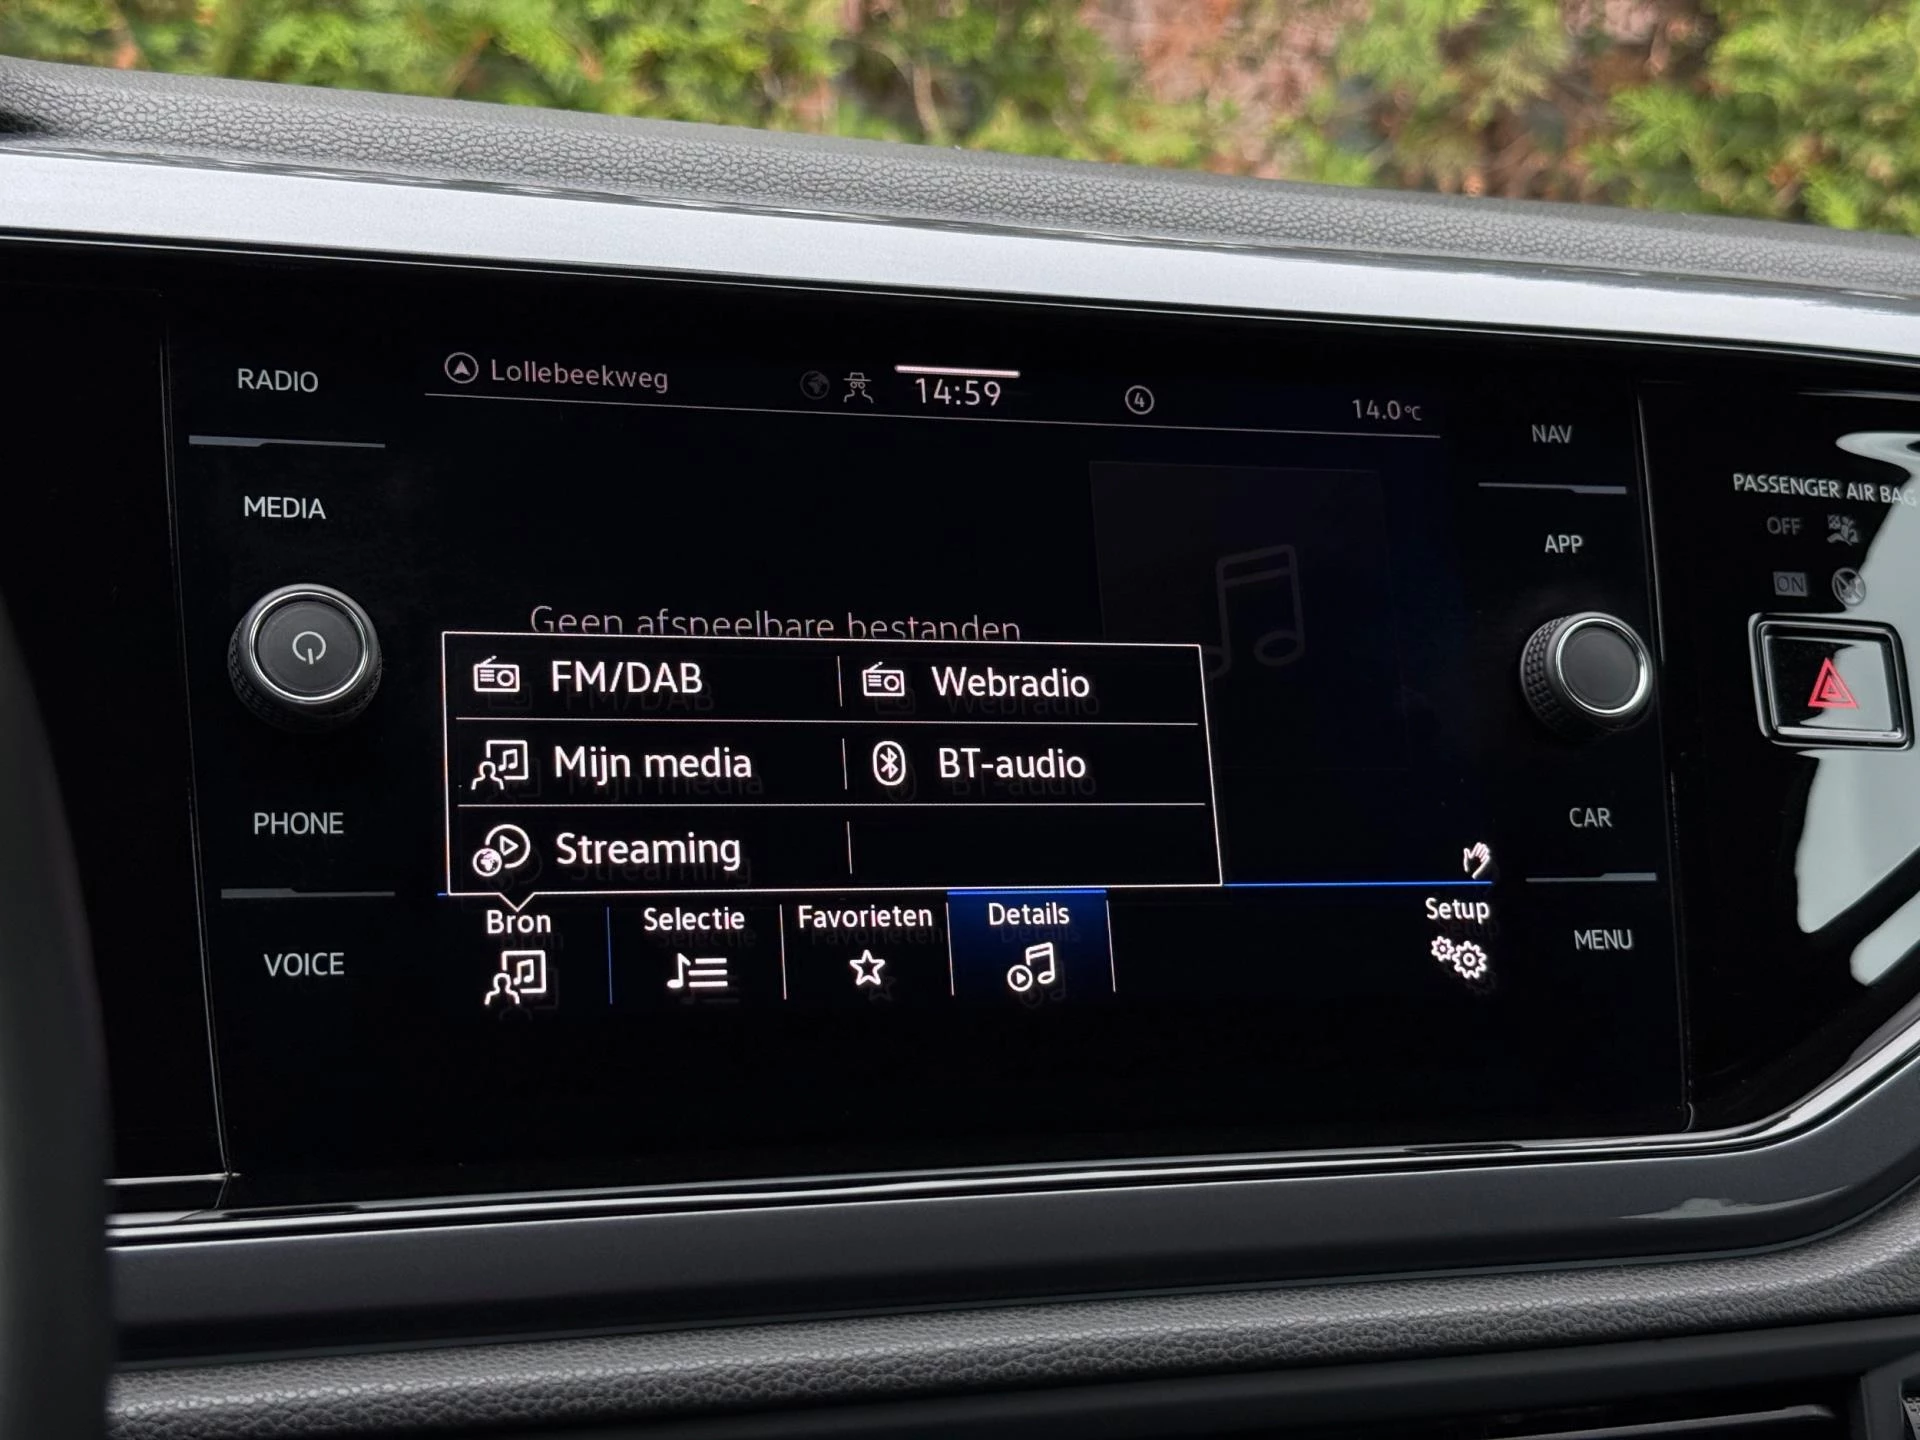 RADIO
MEDIA
PHONE
VOICE
Lollebeekweg
14:59
4
14.0°C
Geen afspeelbare bestanden
FM/DAB
Webradio
Mijn media
BT-audio
Streaming
Bron
Selectie
Favorieten
Details
Setup
NAV
APP
CAR
MENU
PASSENGER AIR BAG
OFF
ON